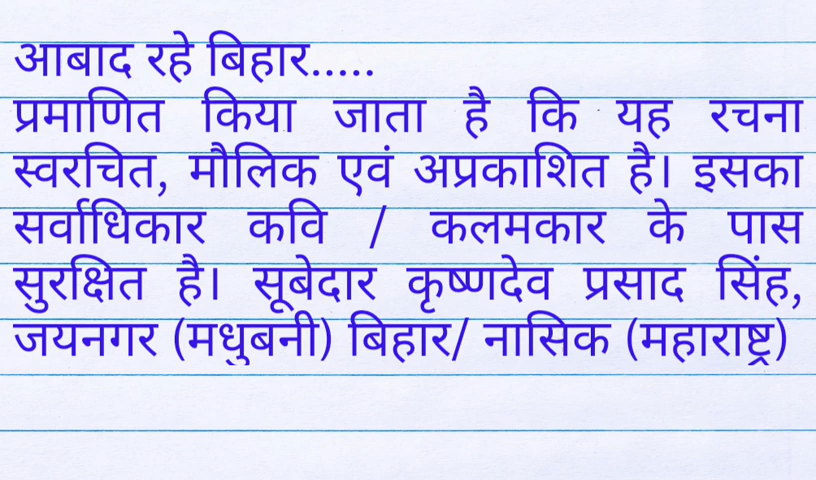 आबाद रहे बिहार.....
प्रमाणित किया जाता है कि यह रचना
स्वरचित, मौलिक एवं अप्रकाशित है। इसका
सर्वाधिकार कवि / कलमकार के पास
सुरक्षित है। सूबेदार कृष्णदेव प्रसाद सिंह,
जयनगर (मधुबनी) बिहार/ नासिक (महाराष्ट्र)